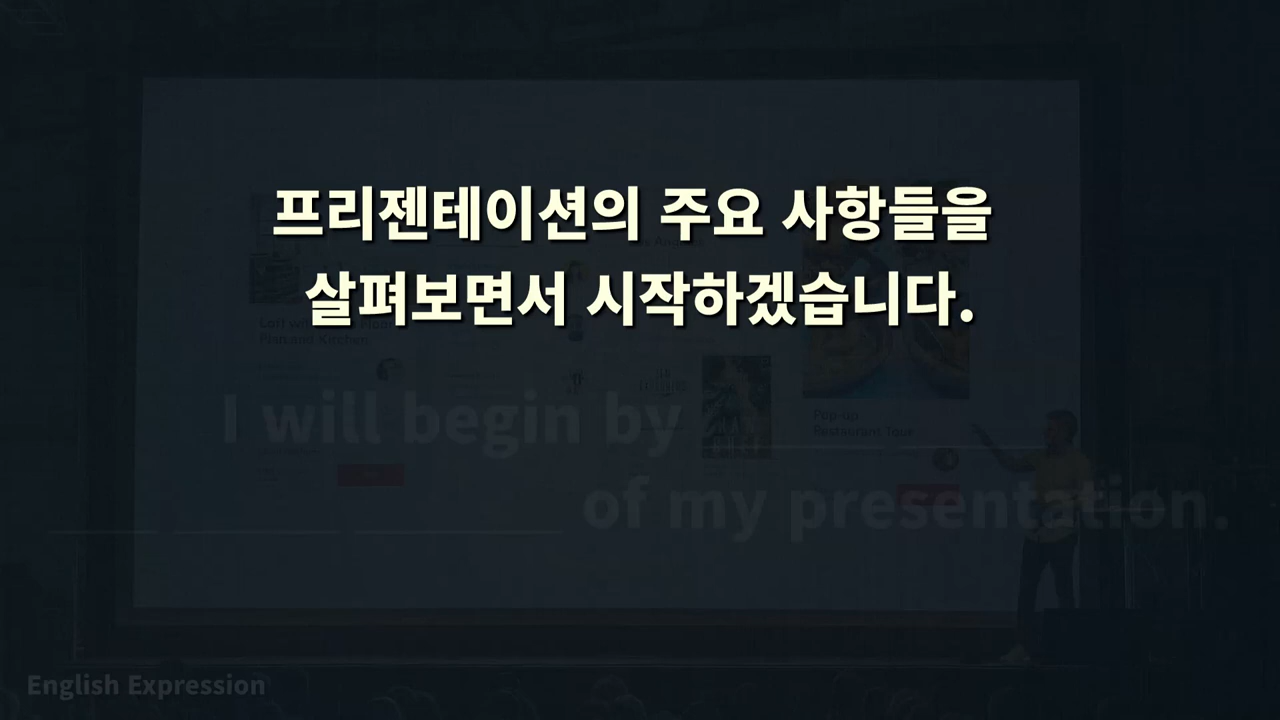 프리젠테이션의 주요 사항들을
살펴보면서 시작하겠습니다.
I will begin by
of my presentation.
Pop-up
Restaurant Tour
English Expression